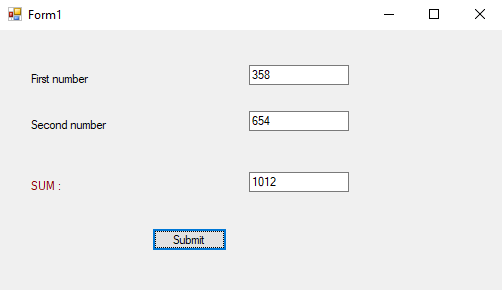 Form1
First number 358
Second number 654
SUM : 1012
Submit